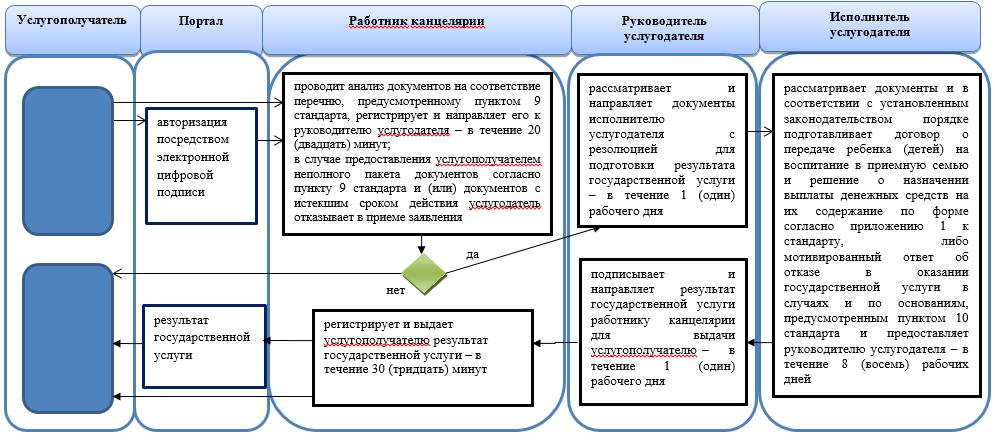 Услугополучатель
Портал
Работник канцелярии
Руководитель
услугодателя
Исполнитель
услугодателя
авторизация
посредством
электронной
цифровой
подписи
проводит анализ документов на соответствие
перечню, предусмотренному пунктом 9
стандарта, регистрирует и направляет его к
руководителю услугодателя – в течение 20
(двадцать) минут;
в случае предоставления услугополучателем
неполного пакета документов согласно
пункту 9 стандарта и (или) документов с
истекшим сроком действия услугодатель
отказывает в приеме заявления
рассматривает и
направляет документы
исполнителю
услугодателя с
резолюцией для
подготовки результата
государственной услуги
– в течение 1 (один)
рабочего дня
рассматривает документы и в
соответствии с установленным
законодательством порядке
подготавливает договор о
передаче ребенка (детей) на
воспитание в приемную семью
и решение о назначении
выплаты денежных средств на
их содержание по форме
согласно приложению 1 к
стандарту, либо
мотивированный ответ об
отказе в оказании
государственной услуги в
случаях и по основаниям,
предусмотренным пунктом 10
стандарта и предоставляет
руководителю услугодателя – в
течение 8 (восемь) рабочих
дней
да
нет
результат
государственной
услуги
регистрирует и выдает
услугополучателю результат
государственной услуги – в
течение 30 (тридцать) минут
подписывает и
направляет результат
государственной услуги
работнику канцелярии
для выдачи
услугополучателю – в
течение 1 (один)
рабочего дня